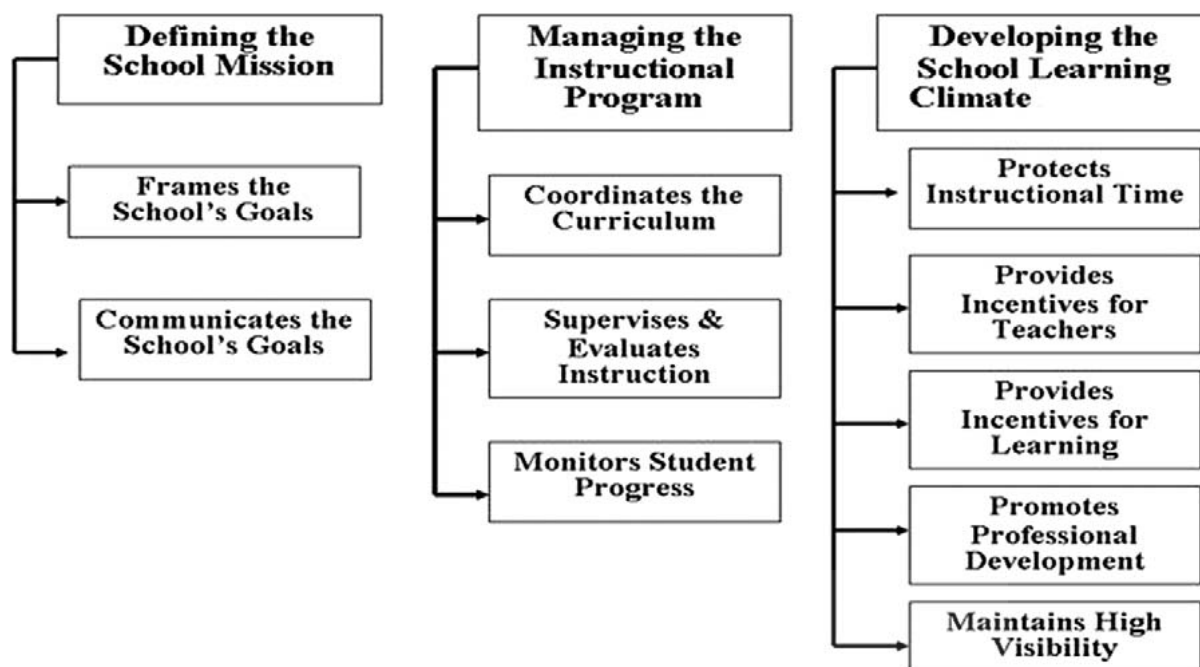 Defining the
School Mission
Frames the
School's Goals
Communicates the
School's Goals
Managing the
Instructional
Program
Coordinates the
Curriculum
Supervises &
Evaluates
Instruction
Monitors Student
Progress
Developing the
School Learning
Climate
Protects
Instructional Time
Provides
Incentives for
Teachers
Provides
Incentives for
Learning
Promotes
Professional
Development
Maintains High
Visibility